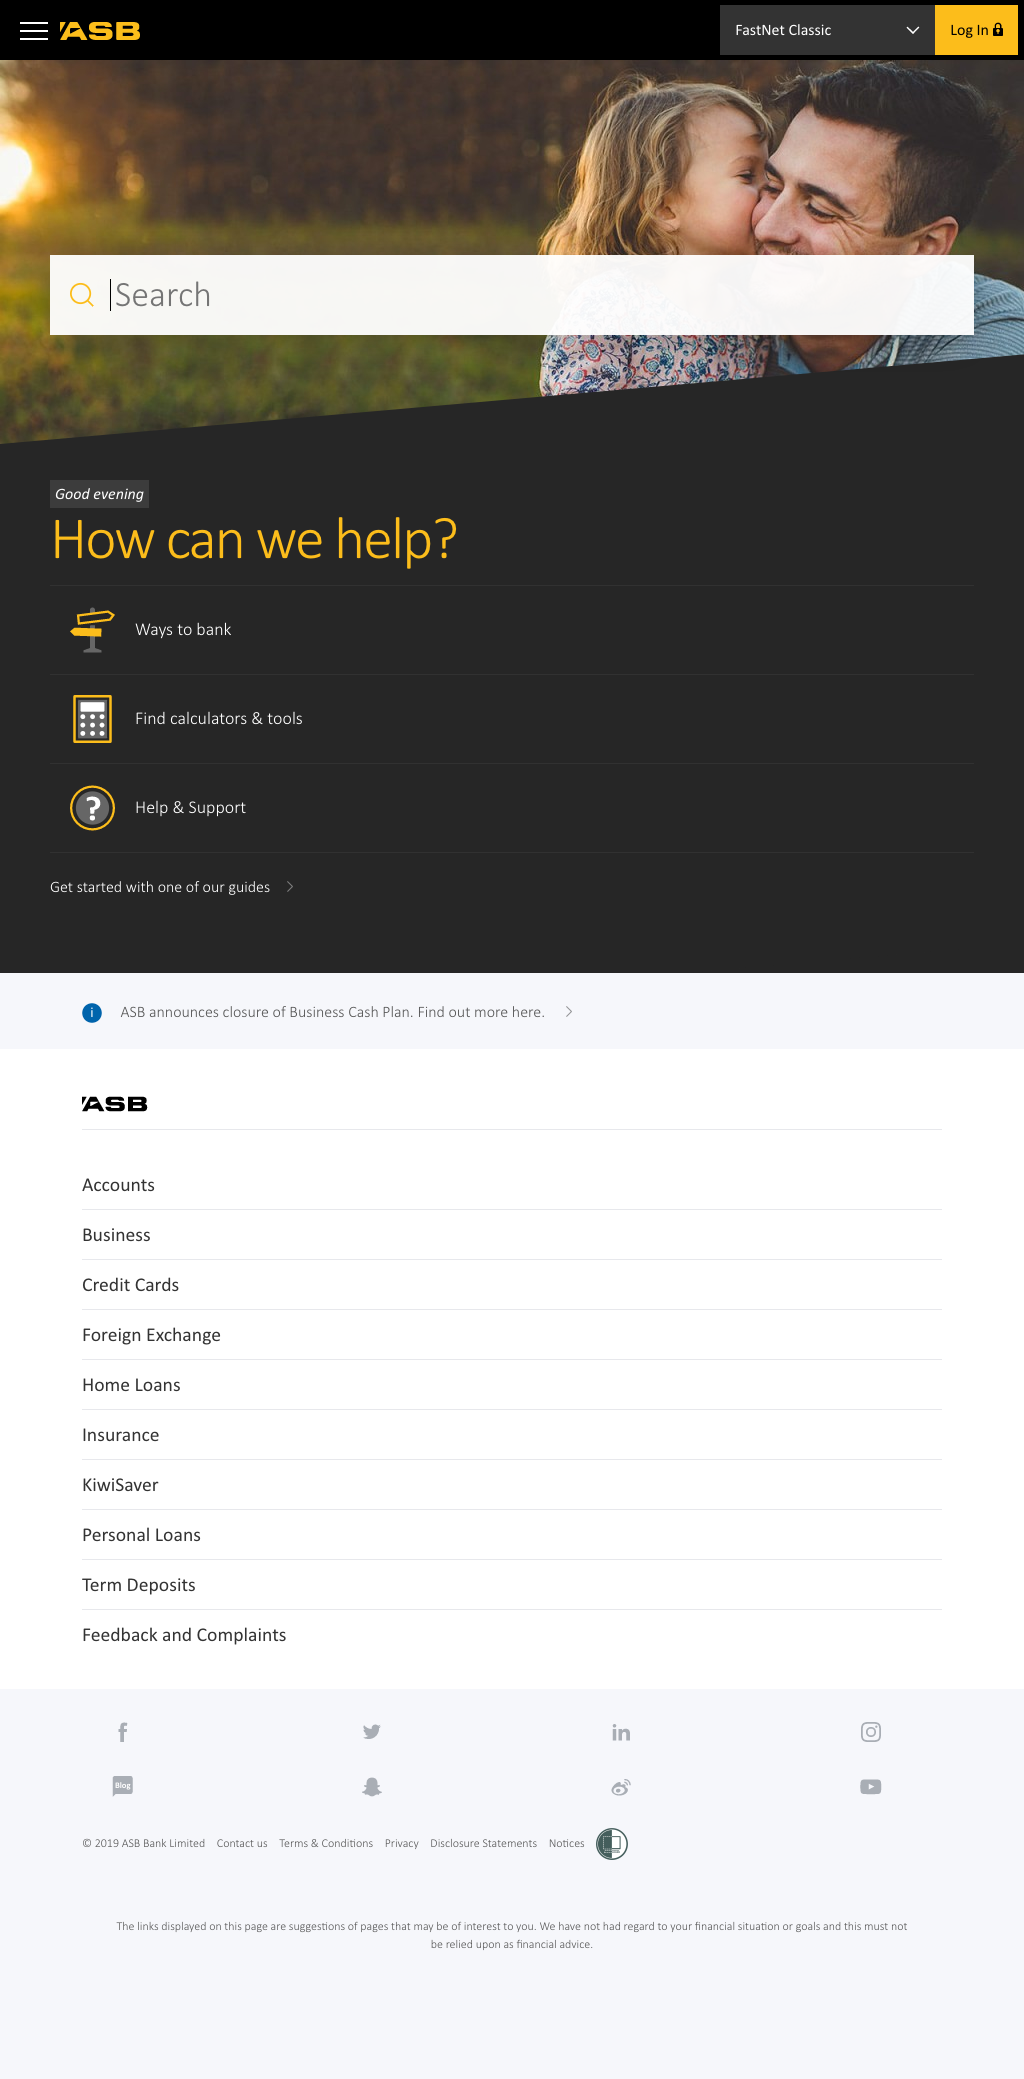 ASB
FastNet Classic
Log In
Search
Good evening
How can we help?
Ways to bank
Find calculators & tools
Help & Support
Get started with one of our guides
ASB announces closure of Business Cash Plan. Find out more here.
ASB
Accounts
Business
Credit Cards
Foreign Exchange
Home Loans
Insurance
KiwiSaver
Personal Loans
Term Deposits
Feedback and Complaints
Blog
© 2019 ASB Bank Limited Contact us Terms & Conditions Privacy Disclosure Statements Notices
The links displayed on this page are suggestions of pages that may be of interest to you. We have not had regard to your financial situation or goals and this must not
be relied upon as financial advice.